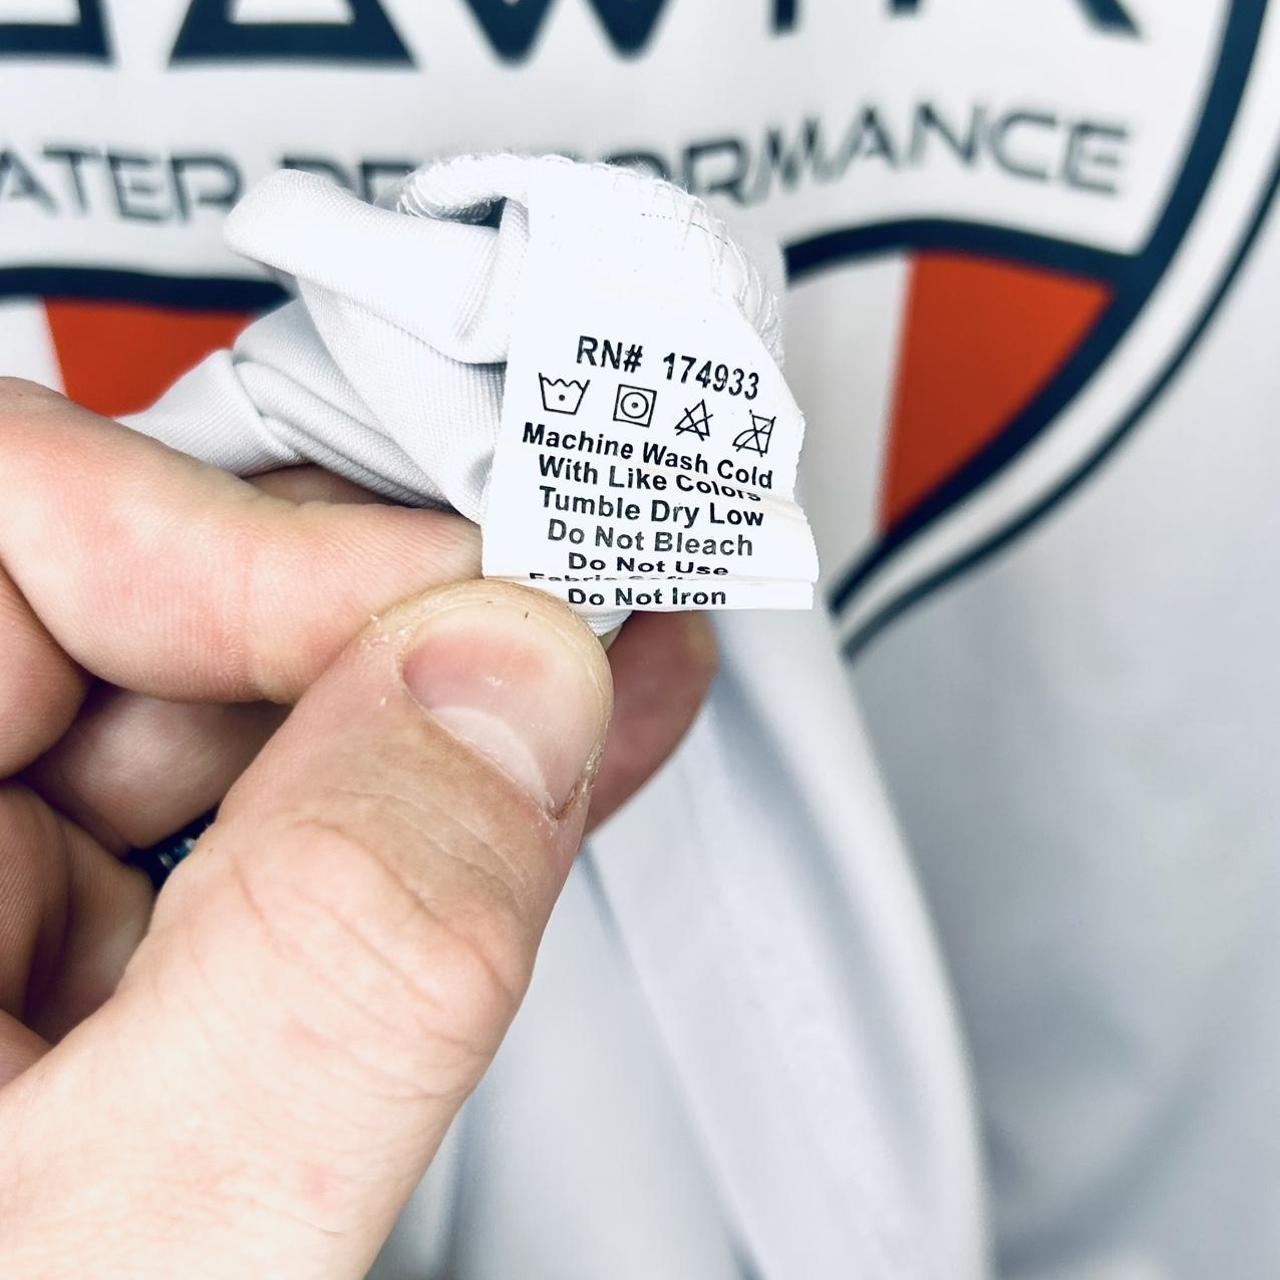 PERFORMANCE
RN# 174933
Machine Wash Cold
With Like Colors
Tumble Dry Low
Do Not Bleach
Do Not Use
Do Not Iron